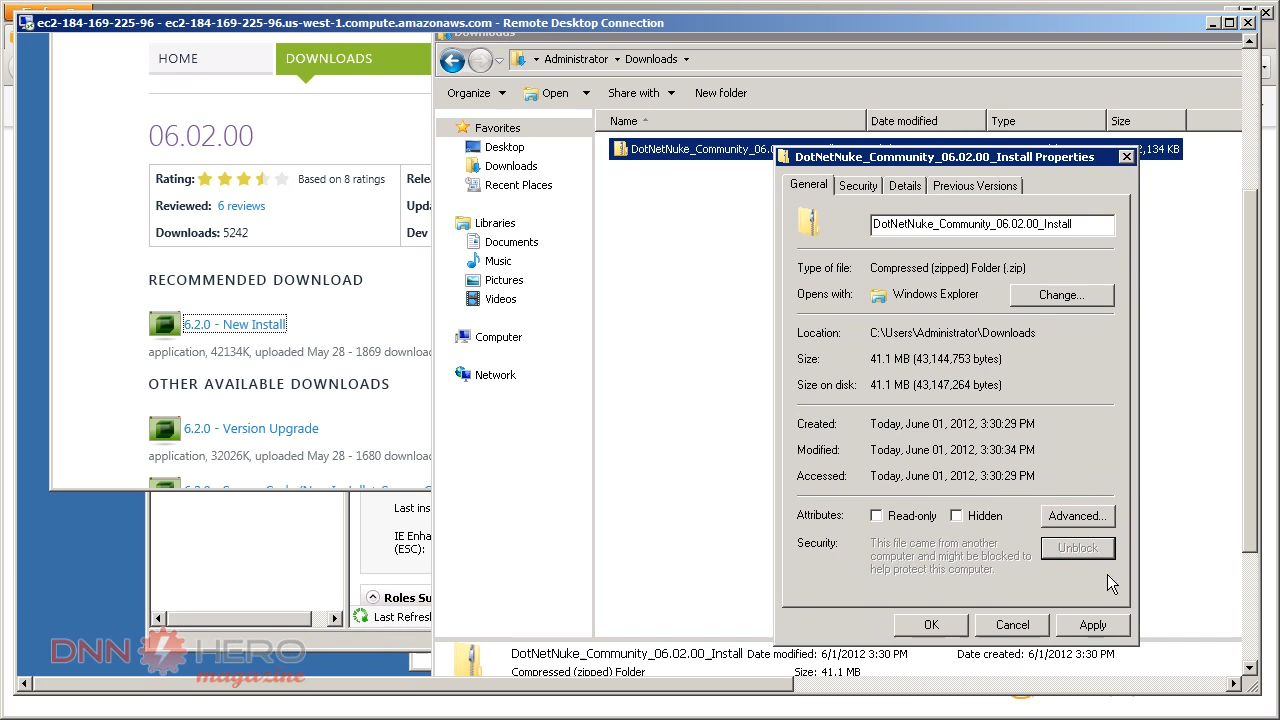 ec2-184-169-225-96 - ec2-184-169-225-96.us-west-1.compute.amazonaws.com - Remote Desktop Connection
HOME
DOWNLOADS
06.02.00
Rating:
Based on 8 ratings
Reviewed: 6 reviews
Downloads: 5242
RECOMMENDED DOWNLOAD
6.2.0 - New Install
application, 42134K, uploaded May 28 - 1869 downloa
OTHER AVAILABLE DOWNLOADS
6.2.0 - Version Upgrade
application, 32026K, uploaded May 28 - 1680 downloa
Last ins
IE Enha
(ESC):
Roles Su
Last Refres
Downloads
Administrator
Downloads
Organize
Open
Share with
New folder
Favorites
Desktop
Downloads
Recent Places
Libraries
Documents
Music
Pictures
Videos
Computer
Network
Name
Date modified
Type
Size
DotNetNuke_Community_06.0
2,134 KB
DotNetNuke_Community_06.02.00_Install Properties
General
Security
Details
Previous Versions
DotNetNuke_Community_06.02.00_Install
Type of file: Compressed (zipped) Folder (.zip)
Opens with: Windows Explorer
Change...
Location: C:\Users\Administrator\Downloads
Size: 41.1 MB (43,144,753 bytes)
Size on disk: 41.1 MB (43,147,264 bytes)
Created: Today, June 01, 2012, 3:30:29 PM
Modified: Today, June 01, 2012, 3:30:34 PM
Accessed: Today, June 01, 2012, 3:30:29 PM
Attributes: Read-only Hidden
Advanced...
Security: This file came from another
computer and might be blocked to
help protect this computer.
Unblock
OK
Cancel
Apply
DotNetNuke_Community_06.02.00_Install Date modified: 6/1/2012 3:30 PM
Date created: 6/1/2012 3:30 PM
Compressed (zipped) Folder
Size: 41.1 MB
DNN HERO
magazine